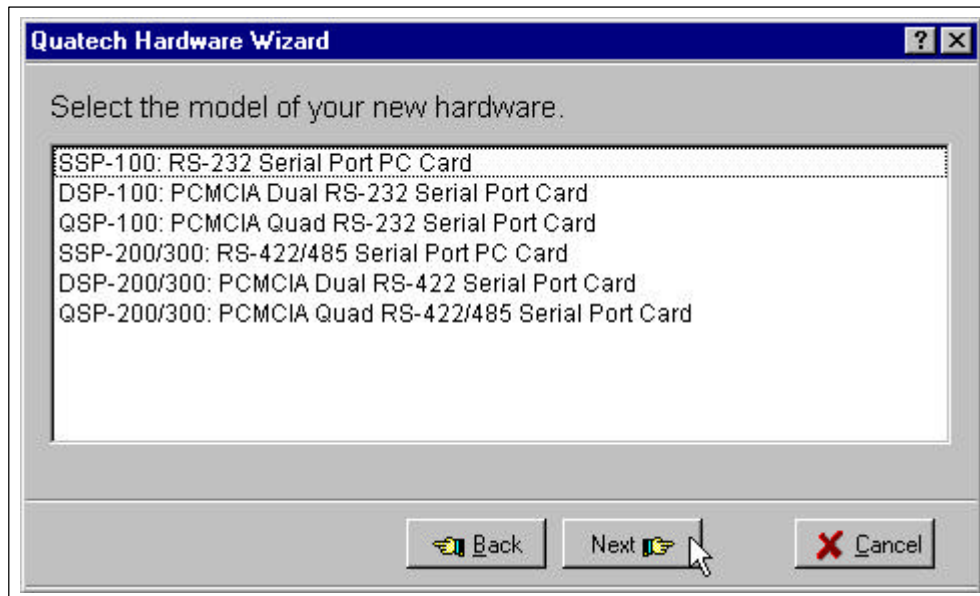 Quatech Hardware Wizard
Select the model of your new hardware.
SSP-100: RS-232 Serial Port PC Card
DSP-100: PCMCIA Dual RS-232 Serial Port Card
QSP-100: PCMCIA Quad RS-232 Serial Port Card
SSP-200/300: RS-422/485 Serial Port PC Card
DSP-200/300: PCMCIA Dual RS-422 Serial Port Card
QSP-200/300: PCMCIA Quad RS-422/485 Serial Port Card
Back Next Cancel